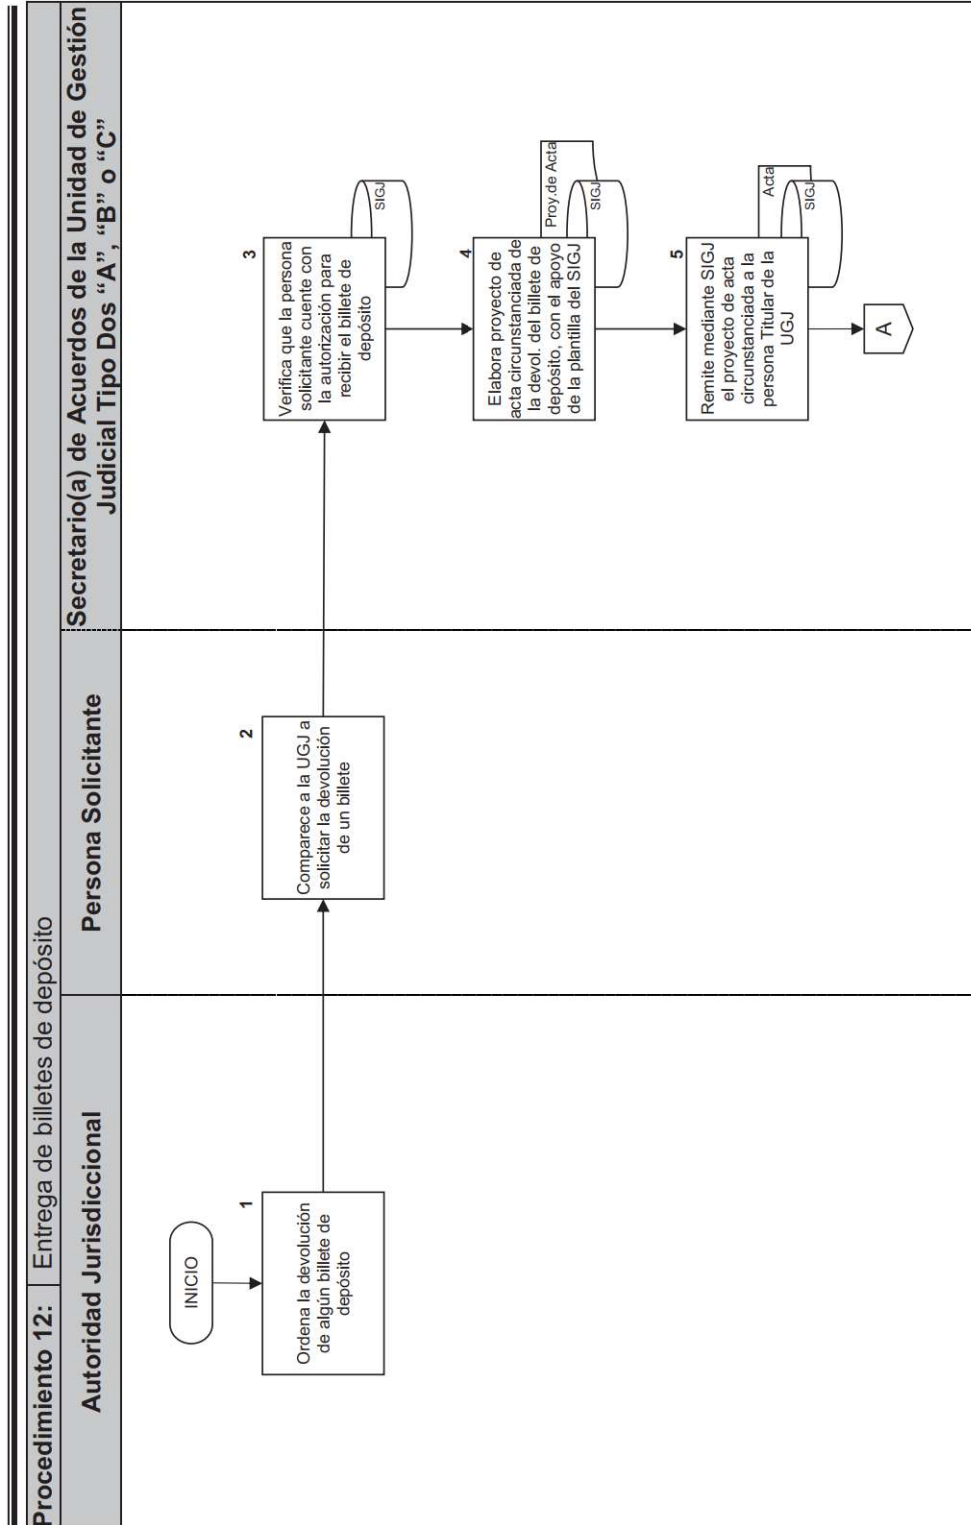 Procedimiento 12: Entrega de billetes de depósito
Autoridad Jurisdiccional
Persona Solicitante
Secretario(a) de Acuerdos de la Unidad de Gestión
Judicial Tipo Dos “A”, “B” o “C”
INICIO
1
Ordena la devolución
de algún billete de
depósito
2
Comparece a la UGJ a
solicitar la devolución
de un billete
3
Verifica que la persona
solicitante cuente con
la autorización para
recibir el billete de
depósito
SIGJ
4
Elabora proyecto de
acta circunstanciada de
la devol. del billete de
depósito, con el apoyo
de la plantilla del SIGJ
Proy.de Acta
SIGJ
5
Remite mediante SIGJ
el proyecto de acta
circunstanciada a la
persona Titular de la
UGJ
Acta
SIGJ
A